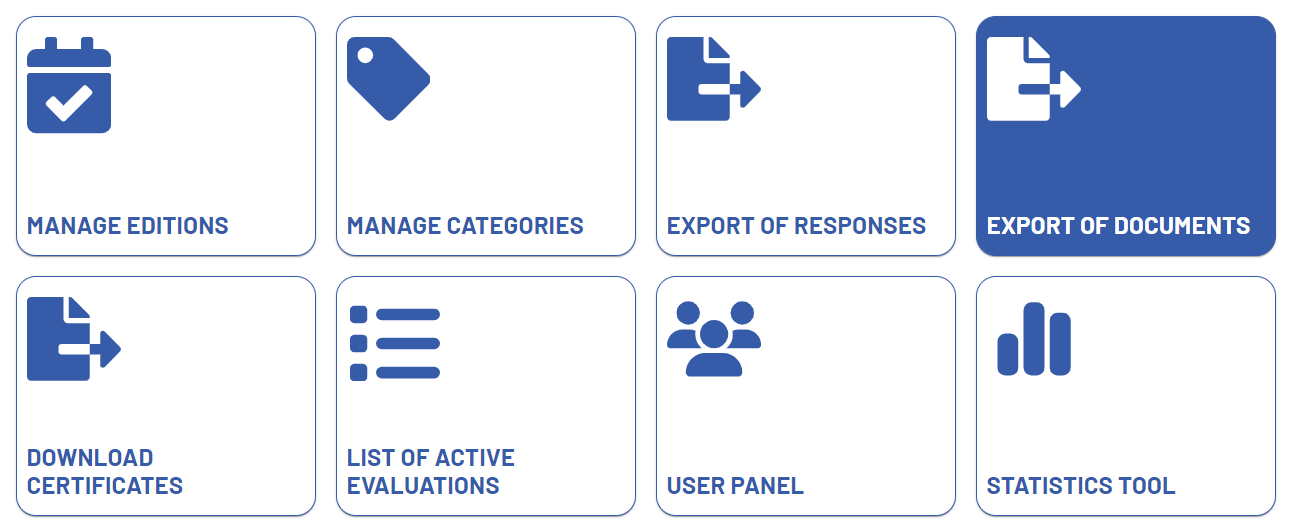 MANAGE EDITIONS
MANAGE CATEGORIES
EXPORT OF RESPONSES
EXPORT OF DOCUMENTS
DOWNLOAD
CERTIFICATES
LIST OF ACTIVE
EVALUATIONS
USER PANEL
STATISTICS TOOL